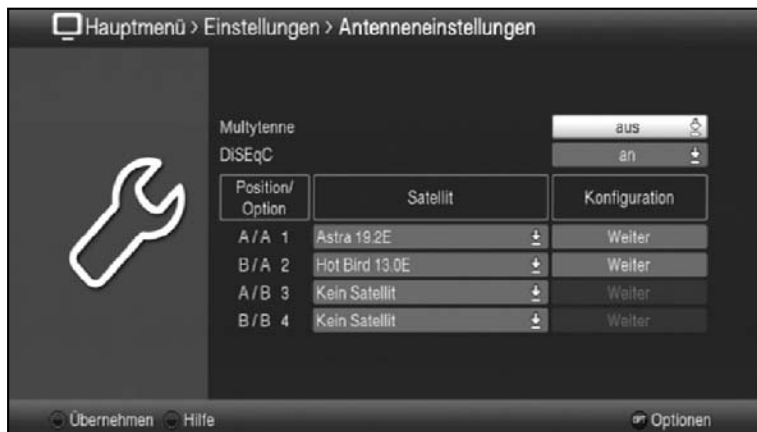 Hauptmenü > Einstellungen > Antenneneinstellungen
Multytenne aus
DiSEqC an
Position/ Option Satellit Konfiguration
A/A 1 Astra 19.2E Weiter
B/A 2 Hot Bird 13.0E Weiter
A/B 3 Kein Satellit Weiter
B/B 4 Kein Satellit Weiter
Übernehmen Hilfe OPT Optionen